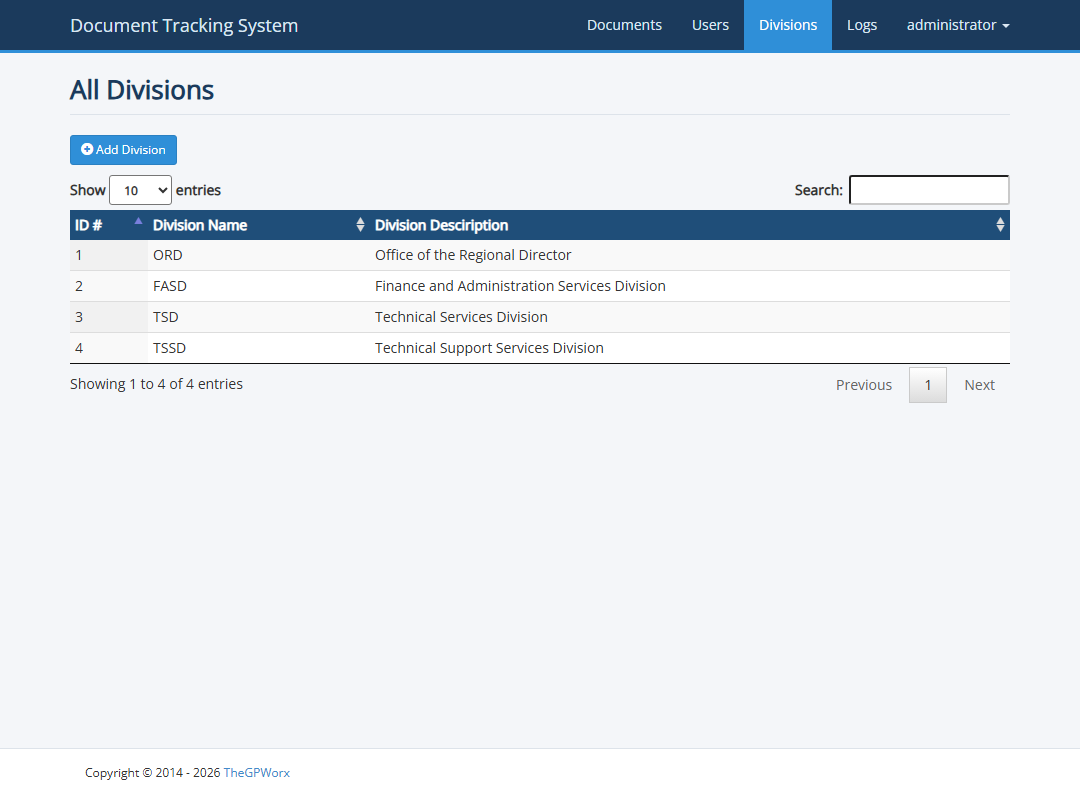 Document Tracking System Documents Users Divisions Logs administrator
All Divisions
Add Division
Show 10 entries Search:
ID # Division Name Division Desciription
1 ORD Office of the Regional Director
2 FASD Finance and Administration Services Division
3 TSD Technical Services Division
4 TSSD Technical Support Services Division
Showing 1 to 4 of 4 entries Previous 1 Next
Copyright © 2014 - 2026 TheGPWorx